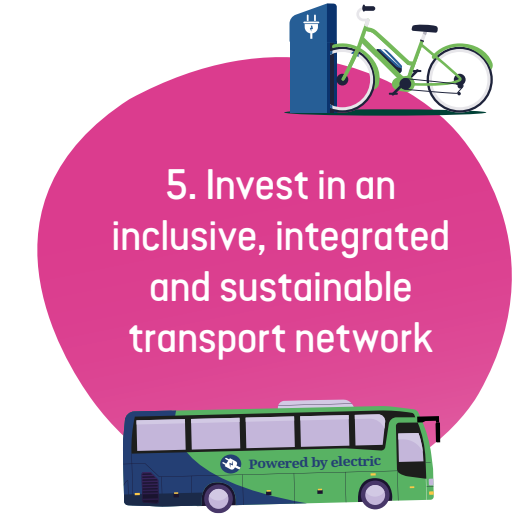 5. Invest in an
inclusive, integrated
and sustainable
transport network
Powered by electric